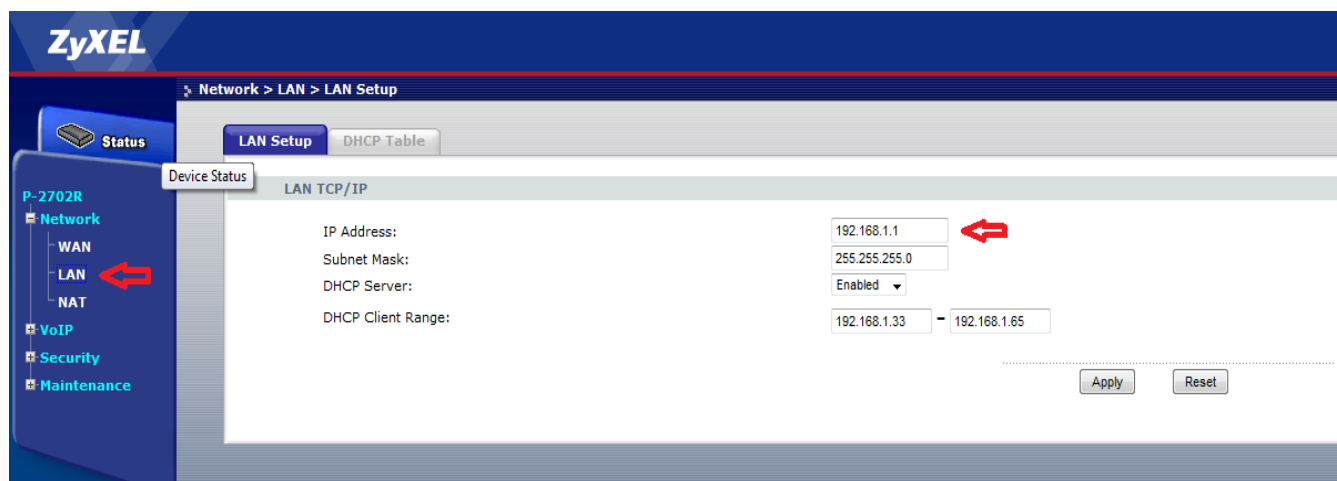 ZyXEL
Network > LAN > LAN Setup
Status
Device Status
P-2702R
Network
WAN
LAN
NAT
VoIP
Security
Maintenance
LAN Setup DHCP Table
LAN TCP/IP
IP Address: 192.168.1.1
Subnet Mask: 255.255.255.0
DHCP Server: Enabled
DHCP Client Range: 192.168.1.33 - 192.168.1.65
Apply Reset